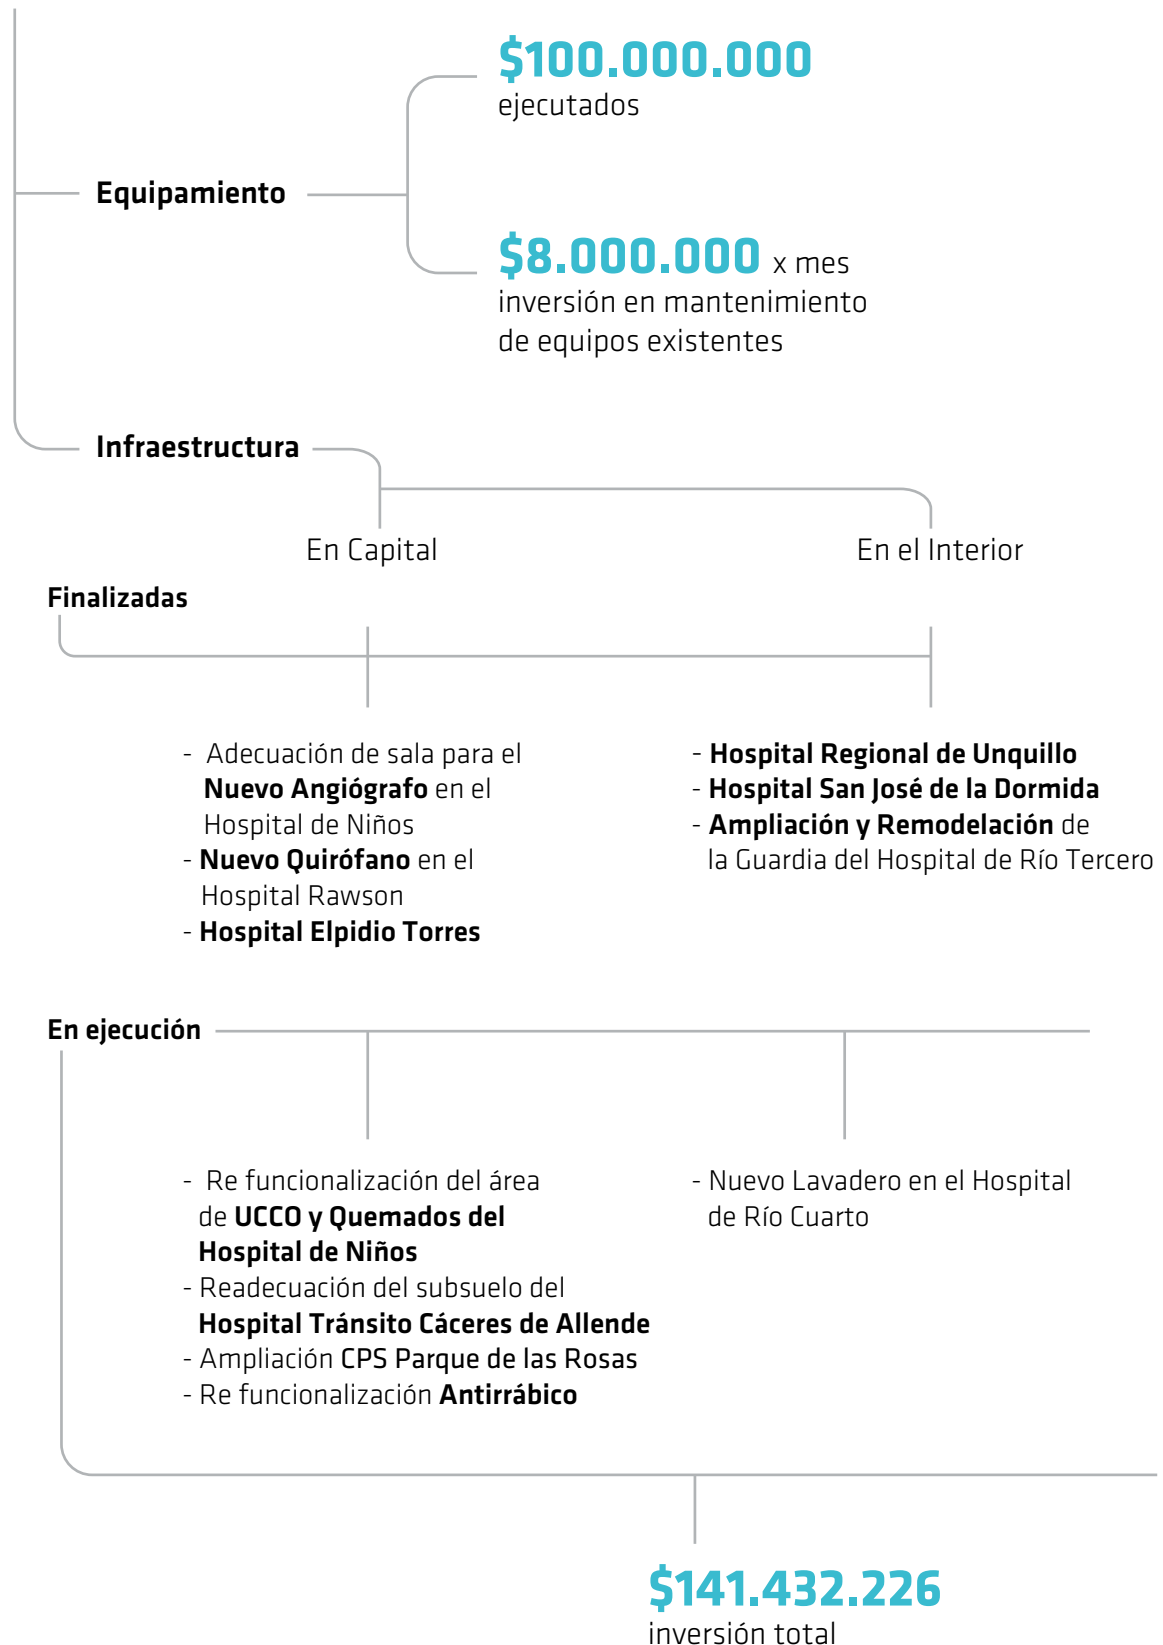 $100.000.000
ejecutados
Equipamiento
$8.000.000 x mes
inversión en mantenimiento
de equipos existentes
Infraestructura
En Capital
En el Interior
Finalizadas
- Adecuación de sala para el
Nuevo Angiógrafo en el
Hospital de Niños
- Nuevo Quirófano en el
Hospital Rawson
- Hospital Elpidio Torres
- Hospital Regional de Unquillo
- Hospital San José de la Dormida
- Ampliación y Remodelación de
la Guardia del Hospital de Río Tercero
En ejecución
- Re funcionalización del área
de UCCO y Quemados del
Hospital de Niños
- Readecuación del subsuelo del
Hospital Tránsito Cáceres de Allende
- Ampliación CPS Parque de las Rosas
- Re funcionalización Antirrábico
- Nuevo Lavadero en el Hospital
de Río Cuarto
$141.432.226
inversión total